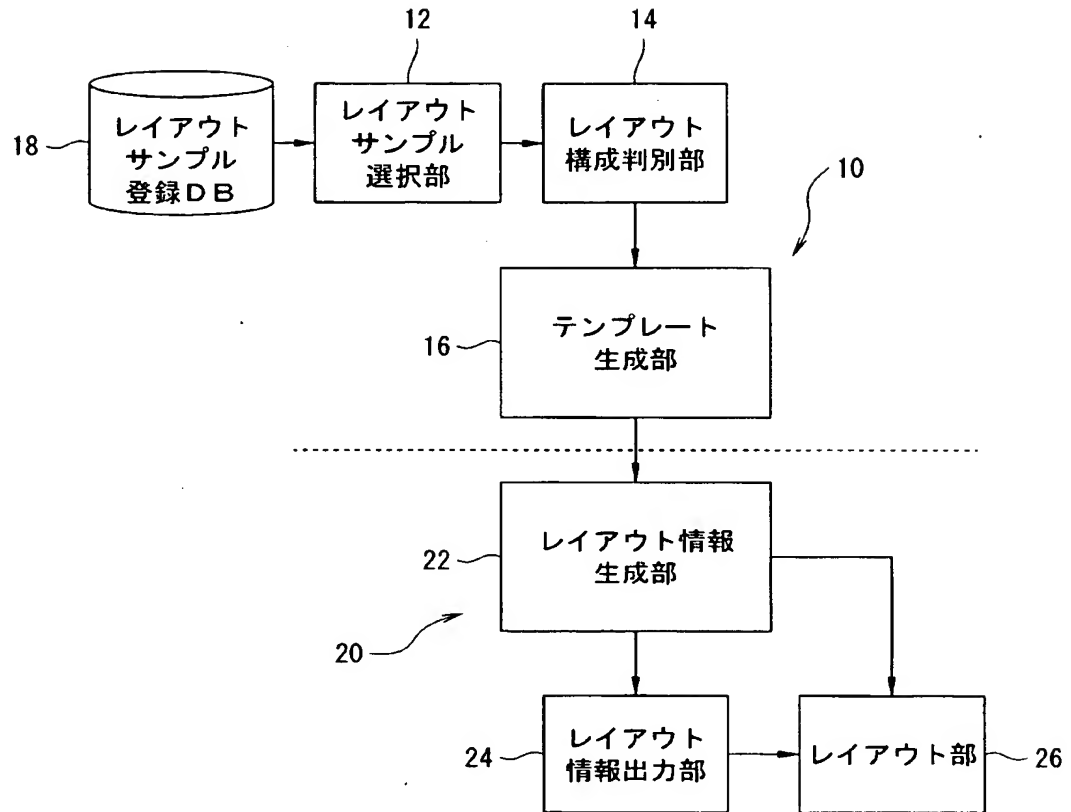 12
14
18
レイアウト
サンプル
登録DB
レイアウト
サンプル
選択部
レイアウト
構成判別部
10
16
テンプレート
生成部
22
レイアウト情報
生成部
20
24
レイアウト
情報出力部
レイアウト部
26